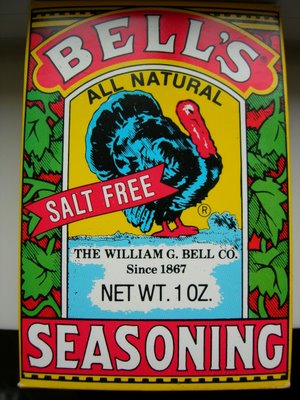 BELL'S
ALL NATURAL
SALT FREE
®
THE WILLIAM G. BELL CO.
Since 1867
NET WT. 1 OZ.
SEASONING